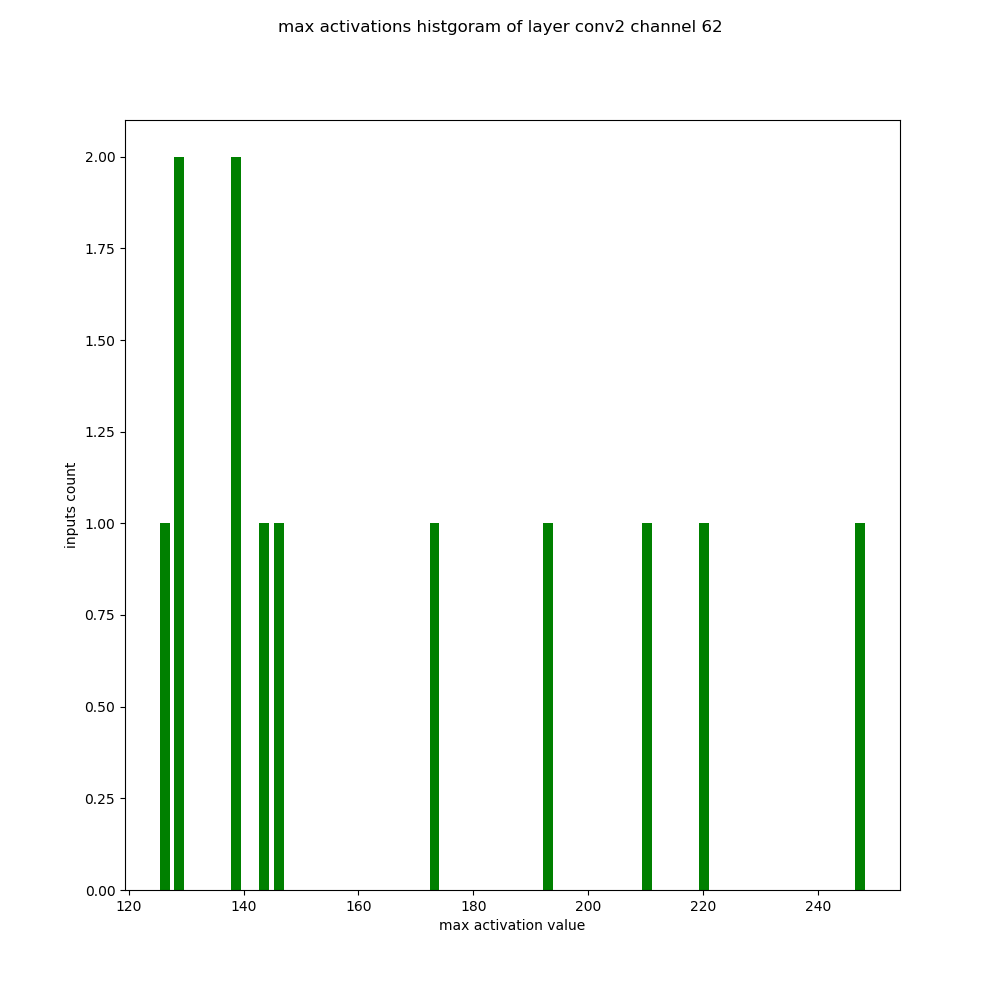 max activations histgoram of layer conv2 channel 62
2.00
1.75
1.50
1.25
1.00
0.75
0.50
0.25
0.00
inputs count
120 140 160 180 200 220 240
max activation value